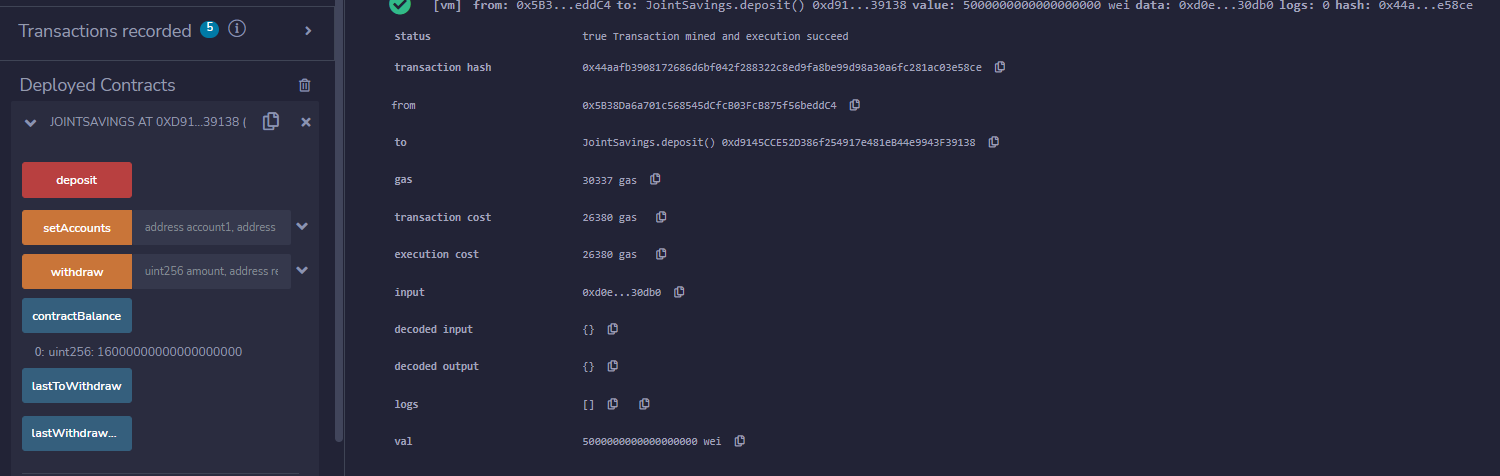 Transactions recorded 5 i
Deployed Contracts
JOINTSAVINGS AT 0XD91...39138 (
deposit
setAccounts address account1, address
withdraw uint256 amount, address re
contractBalance
0: uint256: 16000000000000000000
lastToWithdraw
lastWithdraw...
[vm] from: 0x5B3...eddC4 to: JointSavings.deposit() 0xd91...39138 value: 5000000000000000000 wei data: 0xd0e...30db0 logs: 0 hash: 0x44a...e58ce
status true Transaction mined and execution succeed
transaction hash 0x44aafb3908172686d6bf042f288322c8ed9fa8be99d98a30a6fc281ac03e58ce
from 0x5B38Da6a701c568545dCfcB03FcB875f56beddC4
to JointSavings.deposit() 0xd9145CCE52D386f254917e481eB44e9943F39138
gas 30337 gas
transaction cost 26380 gas
execution cost 26380 gas
input 0xd0e...30db0
decoded input {}
decoded output {}
logs []
val 5000000000000000000 wei